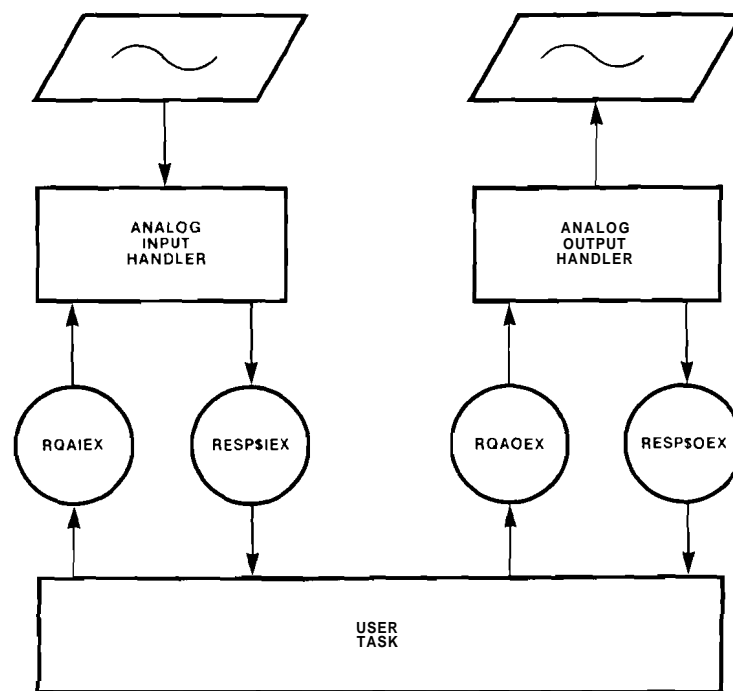 ANALOG
INPUT
HANDLER
ANALOG
OUTPUT
HANDLER
RQAIEX
RESP$IEX
RQAOEX
RESP$OEX
USER
TASK